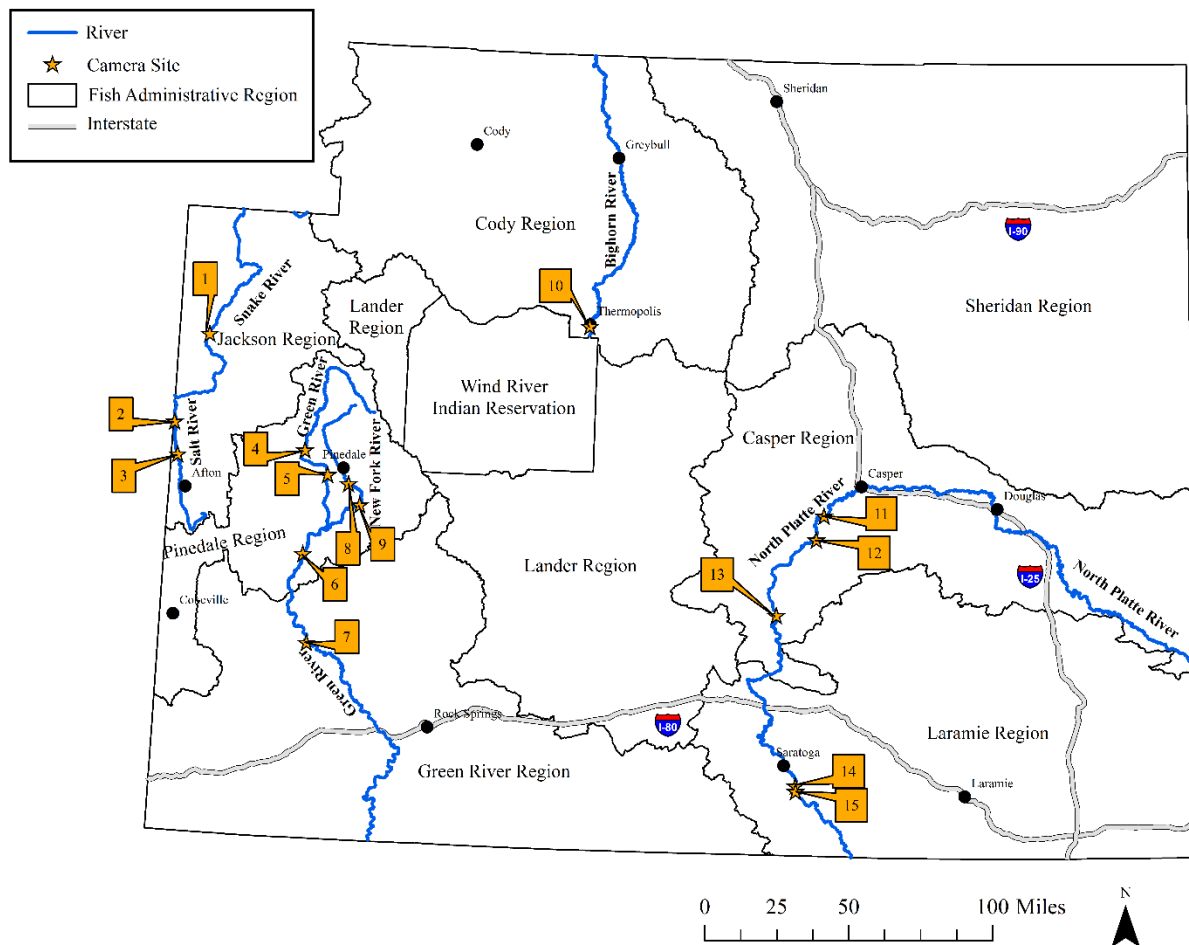 River
Camera Site
Fish Administrative Region
Interstate
Sheridan
Cody
Greybull
Bighorn River
Cody Region
I-90
1
Snake River
10
Thermopolis
Lander
Region
Sheridan Region
Jackson Region
Green River
Wind River
Indian Reservation
2
Salt River
Casper Region
3
4
Afton
Pinedale
5
New Fork River
Casper
Douglas
North Platte River
11
Pinedale Region
8
9
12
6
Lander Region
13
I-25
North Platte River
Cokeville
7
Green River
Rock Springs
I-80
Laramie Region
Saratoga
Green River Region
14
15
Laramie
N
0
25
50
100 Miles